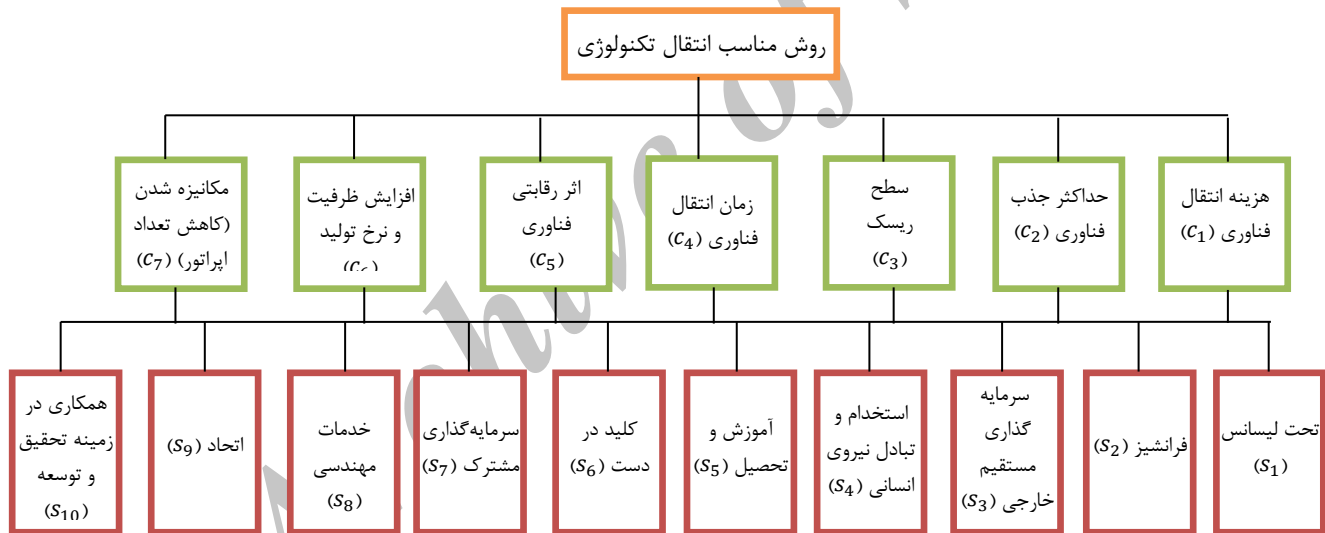 روش مناسب انتقال تکنولوژی
هزینه انتقال
فناوری (c₁)
حداکثر جذب
فناوری (c₂)
سطح
ریسک
(c₃)
زمان انتقال
فناوری (c₄)
اثر رقابتی
فناوری
(c₅)
افزایش ظرفیت
و نرخ تولید
مکانیزه شدن
(کاهش تعداد
اپراتور) (c₇)
تحت لیسانس
(s₁)
فرانشیز (s₂)
سرمایه
گذاری
مستقیم
خارجی (s₃)
استخدام و
تبادل نیروی
انسانی (s₄)
آموزش و
تحصیل (s₅)
کلید در
دست (s₆)
سرمایه‌گذاری
مشترک (s₇)
خدمات
مهندسی
(s₈)
اتحاد (s₉)
همکاری در
زمینه تحقیق
و توسعه
(s₁₀)
Archive of